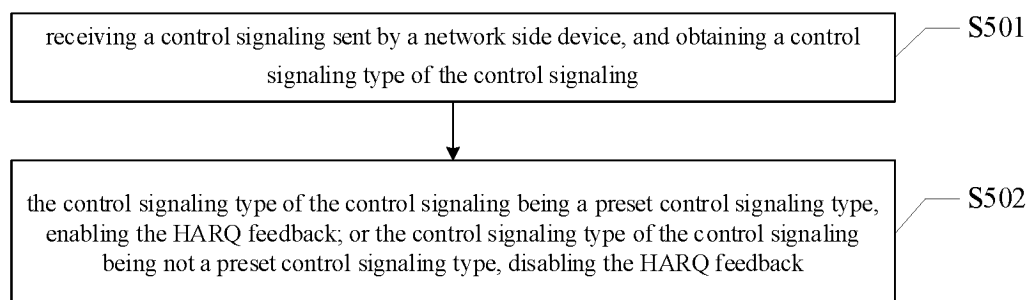 receiving a control signaling sent by a network side device, and obtaining a control
signaling type of the control signaling
S501
the control signaling type of the control signaling being a preset control signaling type,
enabling the HARQ feedback; or the control signaling type of the control signaling
being not a preset control signaling type, disabling the HARQ feedback
S502